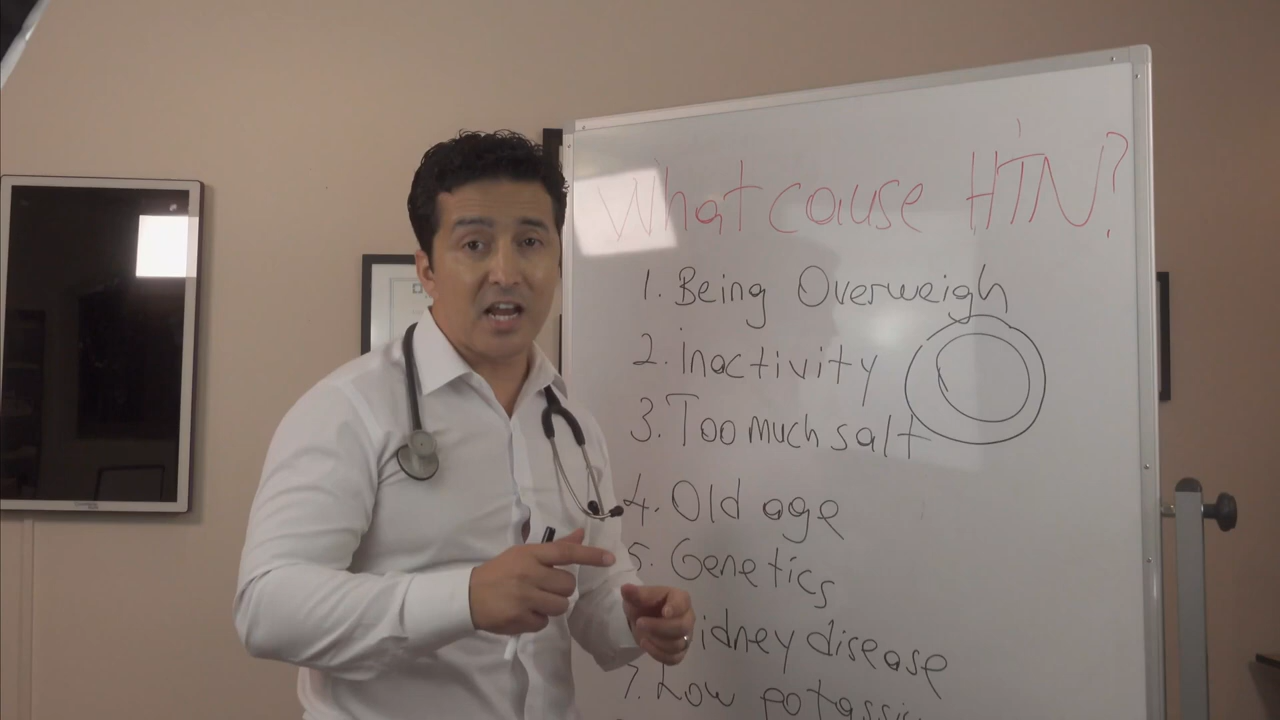 What cause HTN?
1. Being Overweigh
2. inactivity
3. Too much salt
4. Old age
5. Genetics
idney disease
7. Low potassi